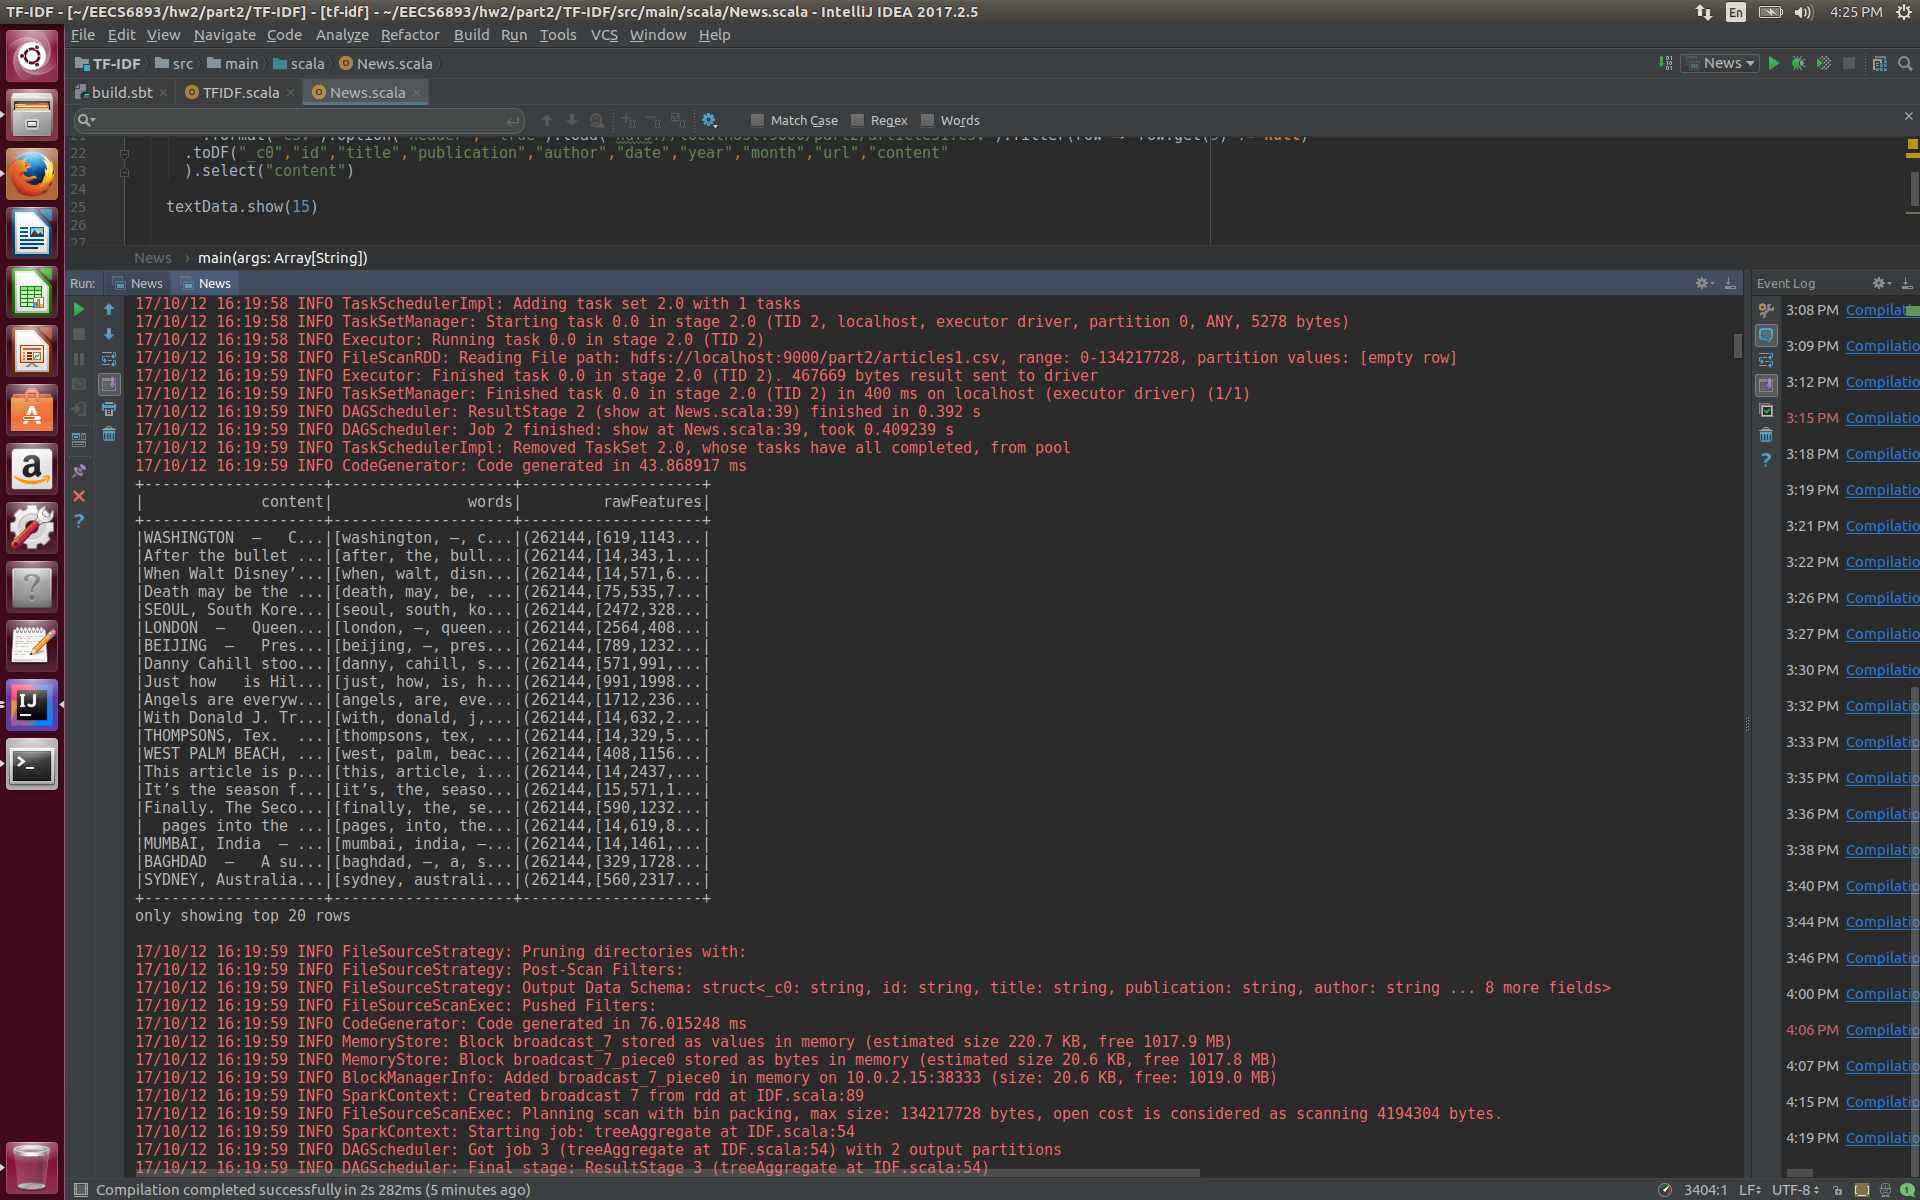 TF-IDF - [~/EECS6893/hw2/part2/TF-IDF] - [tf-idf] - ~/EECS6893/hw2/part2/TF-IDF/src/main/scala/News.scala - IntelliJ IDEA 2017.2.5
En
4:25 PM
File Edit View Navigate Code Analyze Refactor Build Run Tools VCS Window Help
TF-IDF src main scala News.scala
News
build.sbt TFIDF.scala News.scala
Match Case Regex Words
22 .toDF("_c0","id","title","publication","author","date","year","month","url","content"
23 ).select("content")
24
25 textData.show(15)
26
27
News main(args: Array[String])
Run: News News
Event Log
17/10/12 16:19:58 INFO TaskSchedulerImpl: Adding task set 2.0 with 1 tasks
17/10/12 16:19:58 INFO TaskSetManager: Starting task 0.0 in stage 2.0 (TID 2, localhost, executor driver, partition 0, ANY, 5278 bytes)
17/10/12 16:19:58 INFO Executor: Running task 0.0 in stage 2.0 (TID 2)
17/10/12 16:19:58 INFO FileScanRDD: Reading File path: hdfs://localhost:9000/part2/articles1.csv, range: 0-134217728, partition values: [empty row]
17/10/12 16:19:59 INFO Executor: Finished task 0.0 in stage 2.0 (TID 2). 467669 bytes result sent to driver
17/10/12 16:19:59 INFO TaskSetManager: Finished task 0.0 in stage 2.0 (TID 2) in 400 ms on localhost (executor driver) (1/1)
17/10/12 16:19:59 INFO DAGScheduler: ResultStage 2 (show at News.scala:39) finished in 0.392 s
17/10/12 16:19:59 INFO DAGScheduler: Job 2 finished: show at News.scala:39, took 0.409239 s
17/10/12 16:19:59 INFO TaskSchedulerImpl: Removed TaskSet 2.0, whose tasks have all completed, from pool
17/10/12 16:19:59 INFO CodeGenerator: Code generated in 43.868917 ms
+--------------------+--------------------+--------------------+
|             content|               words|         rawFeatures|
+--------------------+--------------------+--------------------+
|WASHINGTON  —   C...|[washington, —, c...|(262144,[619,1143...|
|After the bullet ...|[after, the, bull...|(262144,[14,343,1...|
|When Walt Disney’...|[when, walt, disn...|(262144,[14,571,6...|
|Death may be the ...|[death, may, be, ...|(262144,[75,535,7...|
|SEOUL, South Kore...|[seoul, south, ko...|(262144,[2472,328...|
|LONDON  —   Queen...|[london, —, queen...|(262144,[2564,408...|
|BEIJING  —   Pres...|[beijing, —, pres...|(262144,[789,1232...|
|Danny Cahill stoo...|[danny, cahill, s...|(262144,[571,991,...|
|Just how   is Hil...|[just, how, is, h...|(262144,[991,1998...|
|Angels are everyw...|[angels, are, eve...|(262144,[1712,236...|
|With Donald J. Tr...|[with, donald, j,...|(262144,[14,632,2...|
|THOMPSONS, Tex.  ...|[thompsons, tex, ...|(262144,[14,329,5...|
|WEST PALM BEACH, ...|[west, palm, beac...|(262144,[408,1156...|
|This article is p...|[this, article, i...|(262144,[14,2437,...|
|It’s the season f...|[it’s, the, seaso...|(262144,[15,571,1...|
|Finally. The Seco...|[finally, the, se...|(262144,[590,1232...|
|  pages into the ...|[pages, into, the...|(262144,[14,619,8...|
|MUMBAI, India  — ...|[mumbai, india, —...|(262144,[14,1461,...|
|BAGHDAD  —   A su...|[baghdad, —, a, s...|(262144,[329,1728...|
|SYDNEY, Australia...|[sydney, australi...|(262144,[560,2317...|
+--------------------+--------------------+--------------------+
only showing top 20 rows
17/10/12 16:19:59 INFO FileSourceStrategy: Pruning directories with:
17/10/12 16:19:59 INFO FileSourceStrategy: Post-Scan Filters:
17/10/12 16:19:59 INFO FileSourceStrategy: Output Data Schema: struct<_c0: string, id: string, title: string, publication: string, author: string ... 8 more fields>
17/10/12 16:19:59 INFO FileSourceScanExec: Pushed Filters:
17/10/12 16:19:59 INFO CodeGenerator: Code generated in 76.015248 ms
17/10/12 16:19:59 INFO MemoryStore: Block broadcast_7 stored as values in memory (estimated size 220.7 KB, free 1017.9 MB)
17/10/12 16:19:59 INFO MemoryStore: Block broadcast_7_piece0 stored as bytes in memory (estimated size 20.6 KB, free 1017.8 MB)
17/10/12 16:19:59 INFO BlockManagerInfo: Added broadcast_7_piece0 in memory on 10.0.2.15:38333 (size: 20.6 KB, free: 1019.0 MB)
17/10/12 16:19:59 INFO SparkContext: Created broadcast 7 from rdd at IDF.scala:89
17/10/12 16:19:59 INFO FileSourceScanExec: Planning scan with bin packing, max size: 134217728 bytes, open cost is considered as scanning 4194304 bytes.
17/10/12 16:19:59 INFO SparkContext: Starting job: treeAggregate at IDF.scala:54
17/10/12 16:19:59 INFO DAGScheduler: Got job 3 (treeAggregate at IDF.scala:54) with 2 output partitions
17/10/12 16:19:59 INFO DAGScheduler: Final stage: ResultStage 3 (treeAggregate at IDF.scala:54)
3:08 PM Compilati
3:09 PM Compilatio
3:12 PM Compilatio
3:15 PM Compilatio
3:18 PM Compilatio
3:19 PM Compilatio
3:21 PM Compilatio
3:22 PM Compilatio
3:26 PM Compilatio
3:27 PM Compilatio
3:30 PM Compilatio
3:32 PM Compilatio
3:33 PM Compilatio
3:35 PM Compilatio
3:36 PM Compilatio
3:38 PM Compilatio
3:40 PM Compilatio
3:44 PM Compilatio
3:46 PM Compilatio
4:00 PM Compilatio
4:06 PM Compilatio
4:07 PM Compilatio
4:15 PM Compilatio
4:19 PM Compilatio
Compilation completed successfully in 2s 282ms (5 minutes ago)
3404:1 LF÷ UTF-8÷